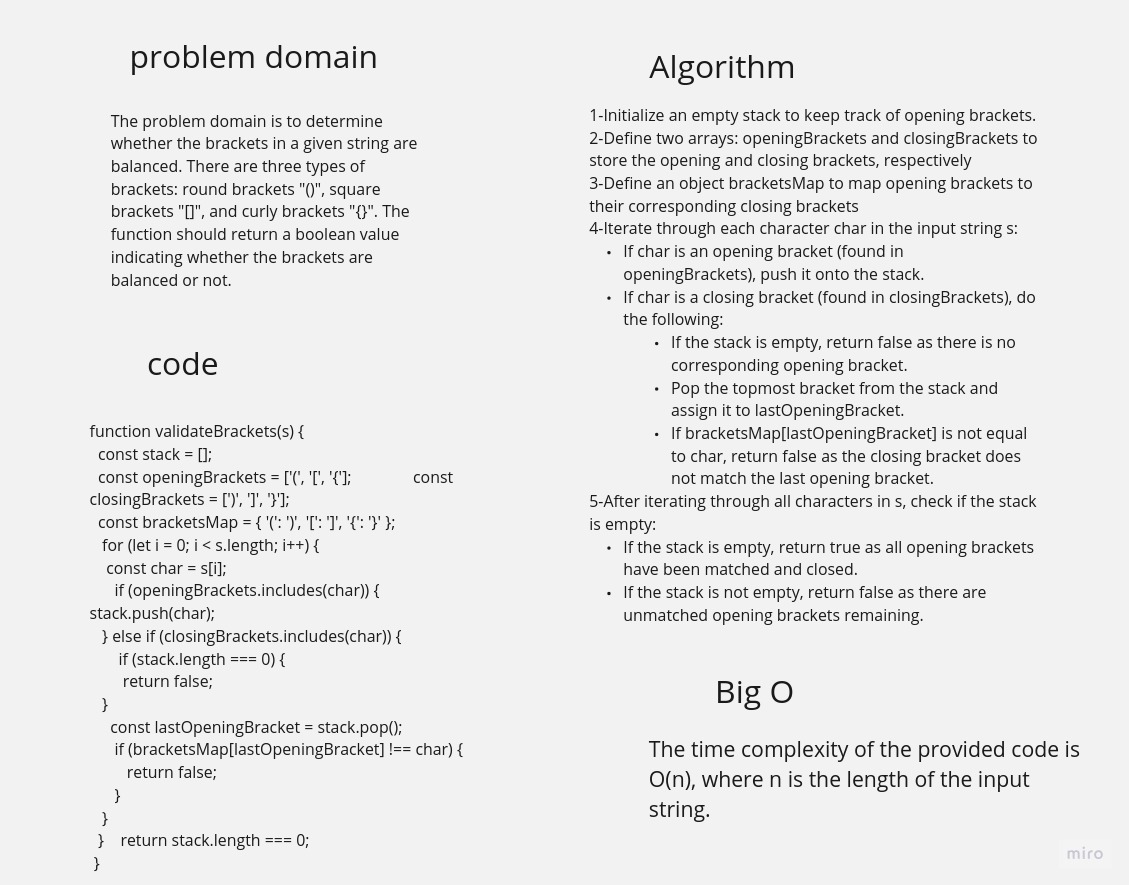 problem domain
The problem domain is to determine
whether the brackets in a given string are
balanced. There are three types of
brackets: round brackets "()", square
brackets "[]", and curly brackets "{}". The
function should return a boolean value
indicating whether the brackets are
balanced or not.
code
function validateBrackets(s) {
const stack = [];
const openingBrackets = ['(', '[', '{']; const
closingBrackets = [')', ']', '}'];
const bracketsMap = { '(': ')', '[': ']', '{': '}' };
for (let i = 0; i < s.length; i++) {
const char = s[i];
if (openingBrackets.includes(char)) {
stack.push(char);
} else if (closingBrackets.includes(char)) {
if (stack.length === 0) {
return false;
}
const lastOpeningBracket = stack.pop();
if (bracketsMap[lastOpeningBracket] !== char) {
return false;
}
}
} return stack.length === 0;
}
Algorithm
1-Initialize an empty stack to keep track of opening brackets.
2-Define two arrays: openingBrackets and closingBrackets to
store the opening and closing brackets, respectively
3-Define an object bracketsMap to map opening brackets to
their corresponding closing brackets
4-Iterate through each character char in the input string s:
• If char is an opening bracket (found in
openingBrackets), push it onto the stack.
• If char is a closing bracket (found in closingBrackets), do
the following:
• If the stack is empty, return false as there is no
corresponding opening bracket.
• Pop the topmost bracket from the stack and
assign it to lastOpeningBracket.
• If bracketsMap[lastOpeningBracket] is not equal
to char, return false as the closing bracket does
not match the last opening bracket.
5-After iterating through all characters in s, check if the stack
is empty:
• If the stack is empty, return true as all opening brackets
have been matched and closed.
• If the stack is not empty, return false as there are
unmatched opening brackets remaining.
Big O
The time complexity of the provided code is
O(n), where n is the length of the input
string.
miro